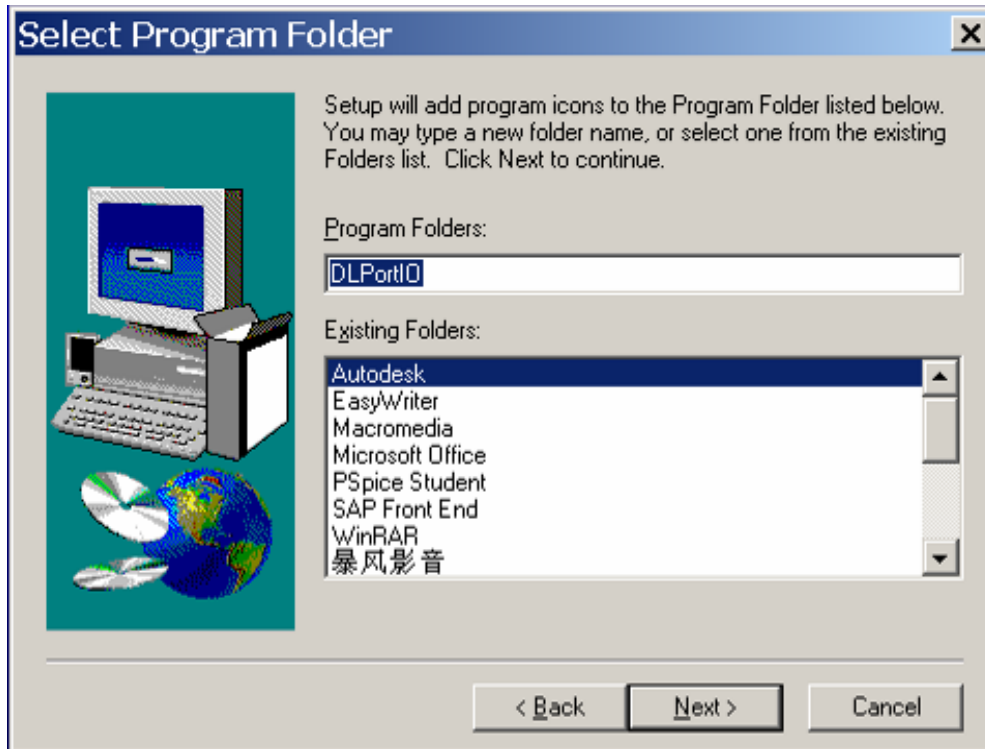 Select Program Folder
Setup will add program icons to the Program Folder listed below.
You may type a new folder name, or select one from the existing
Folders list.  Click Next to continue.
Program Folders:
DLPortIO
Existing Folders:
Autodesk
EasyWriter
Macromedia
Microsoft Office
PSpice Student
SAP Front End
WinRAR
暴风影音
< Back
Next >
Cancel